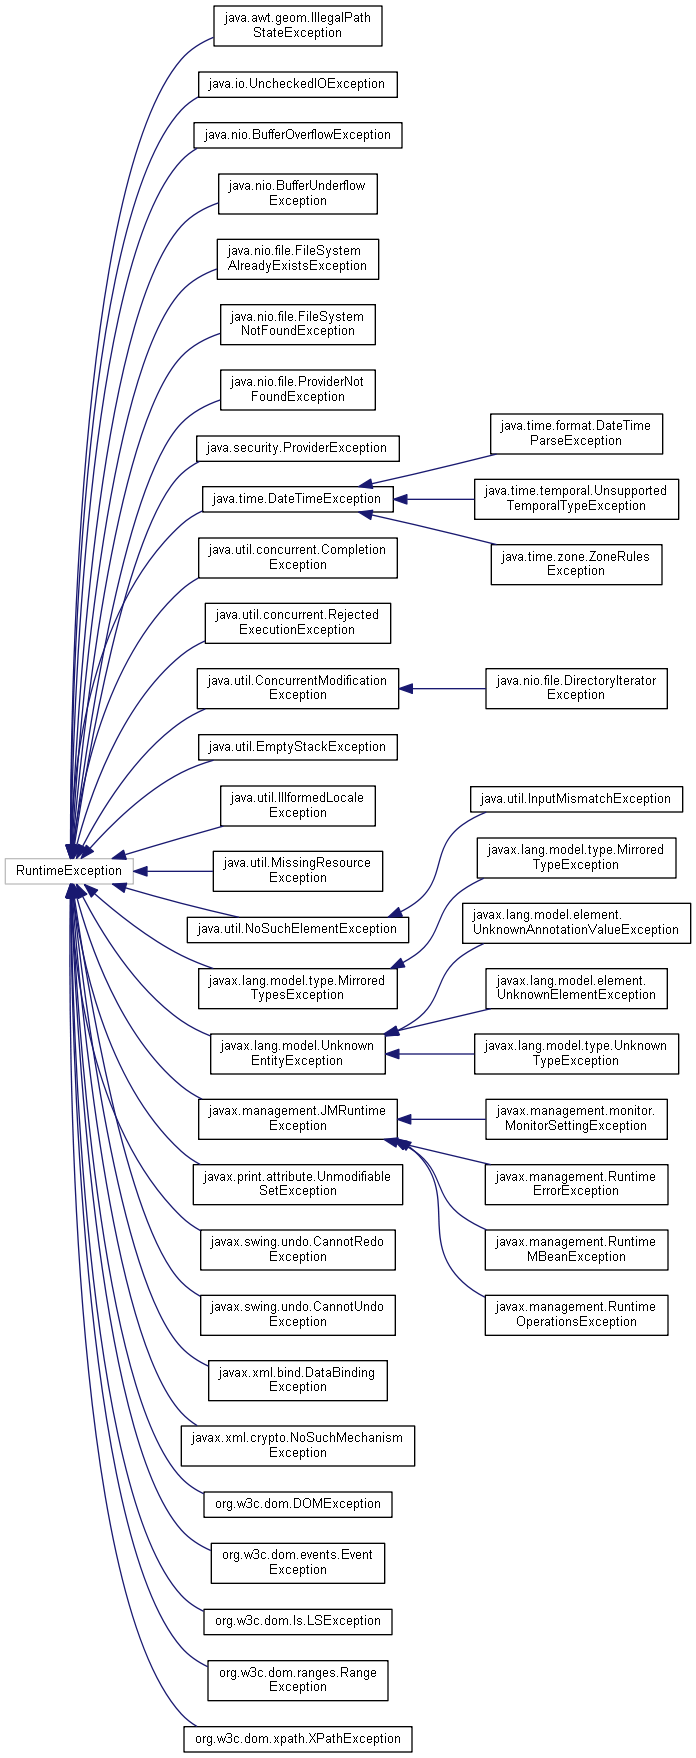 java.awt.geom.IllegalPath
StateException
java.io.UncheckedIOException
java.nio.BufferOverflowException
java.nio.BufferUnderflow
Exception
java.nio.file.FileSystem
AlreadyExistsException
java.nio.file.FileSystem
NotFoundException
java.nio.file.ProviderNot
FoundException
java.security.ProviderException
java.time.DateTimeException
java.time.format.DateTime
ParseException
java.time.temporal.Unsupported
TemporalTypeException
java.time.zone.ZoneRules
Exception
java.util.concurrent.Completion
Exception
java.util.concurrent.Rejected
ExecutionException
java.util.ConcurrentModification
Exception
java.nio.file.DirectoryIterator
Exception
java.util.EmptyStackException
java.util.IllformedLocale
Exception
RuntimeException
java.util.MissingResource
Exception
java.util.InputMismatchException
java.util.NoSuchElementException
javax.lang.model.type.Mirrored
TypeException
javax.lang.model.type.Mirrored
TypesException
javax.lang.model.element.
UnknownAnnotationValueException
javax.lang.model.element.
UnknownElementException
javax.lang.model.Unknown
EntityException
javax.lang.model.type.Unknown
TypeException
javax.management.JMRuntime
Exception
javax.management.monitor.
MonitorSettingException
javax.management.Runtime
ErrorException
javax.management.Runtime
MBeanException
javax.management.Runtime
OperationsException
javax.print.attribute.Unmodifiable
SetException
javax.swing.undo.CannotRedo
Exception
javax.swing.undo.CannotUndo
Exception
javax.xml.bind.DataBinding
Exception
javax.xml.crypto.NoSuchMechanism
Exception
org.w3c.dom.DOMException
org.w3c.dom.events.Event
Exception
org.w3c.dom.ls.LSException
org.w3c.dom.ranges.Range
Exception
org.w3c.dom.xpath.XPathException